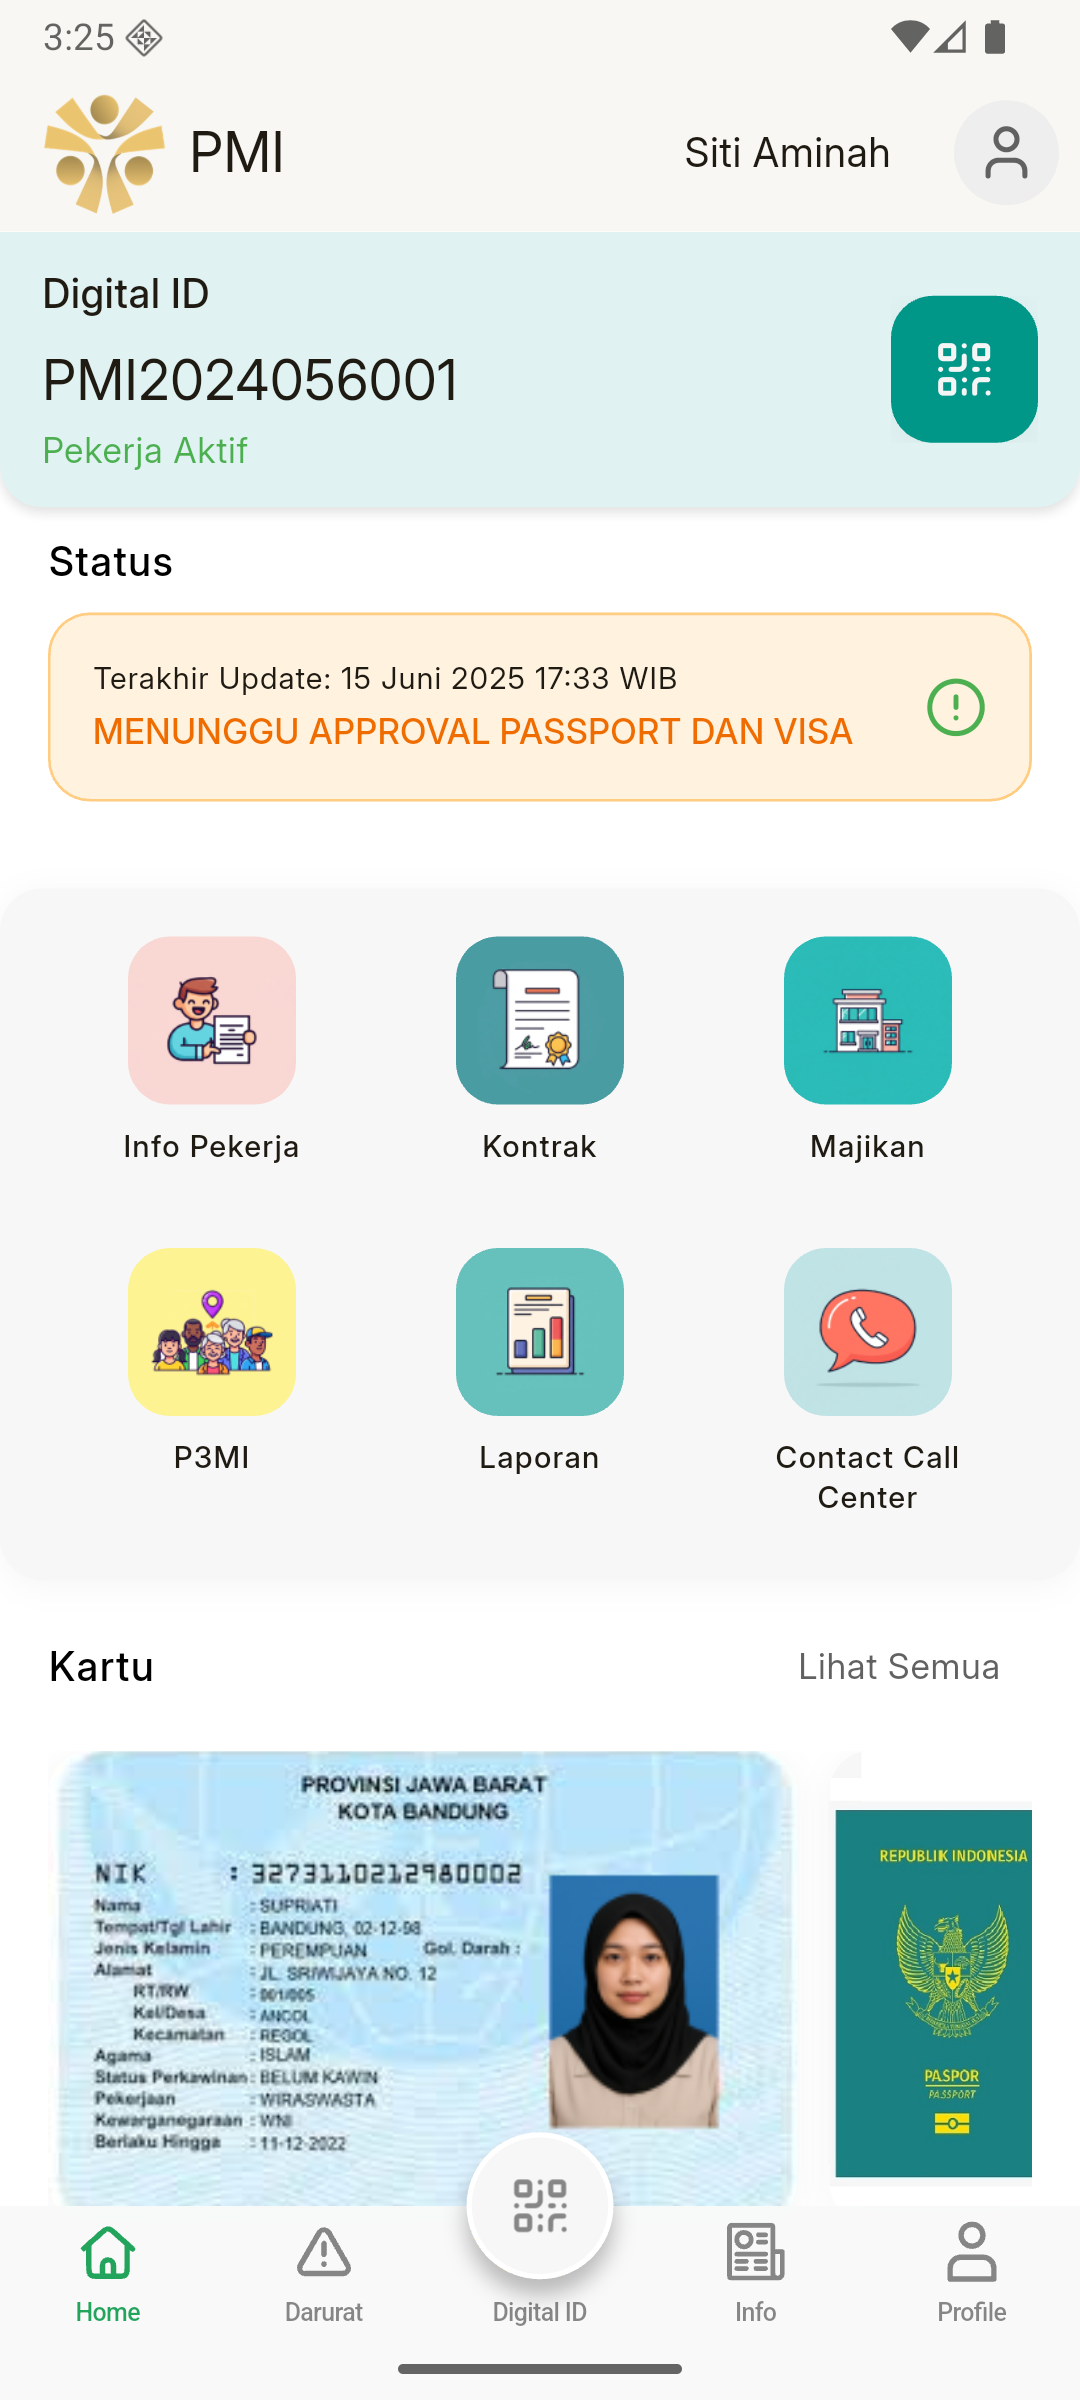 3:25
PMI
Siti Aminah
Digital ID
PMI2024056001
Pekerja Aktif
Status
Terakhir Update: 15 Juni 2025 17:33 WIB
MENUNGGU APPROVAL PASSPORT DAN VISA
Info Pekerja
Kontrak
Majikan
P3MI
Laporan
Contact Call
Center
Kartu
Lihat Semua
PROVINSI JAWA BARAT
KOTA BANDUNG
NIK : 3273110212980002
Nama : SUPRIATI
Tempat/Tgl Lahir : BANDUNG, 02-12-98
Jenis Kelamin : PEREMPUAN Gol. Darah :
Alamat : JL. SRIWIJAYA NO. 12
RT/RW : 001/005
Kel/Desa : ANCOL
Kecamatan : REGOL
Agama : ISLAM
Status Perkawinan : BELUM KAWIN
Pekerjaan : WIRASWASTA
Kewarganegaraan : WNI
Berlaku Hingga : 11-12-2022
REPUBLIK INDONESIA
PASPOR
PASSPORT
Home
Darurat
Digital ID
Info
Profile